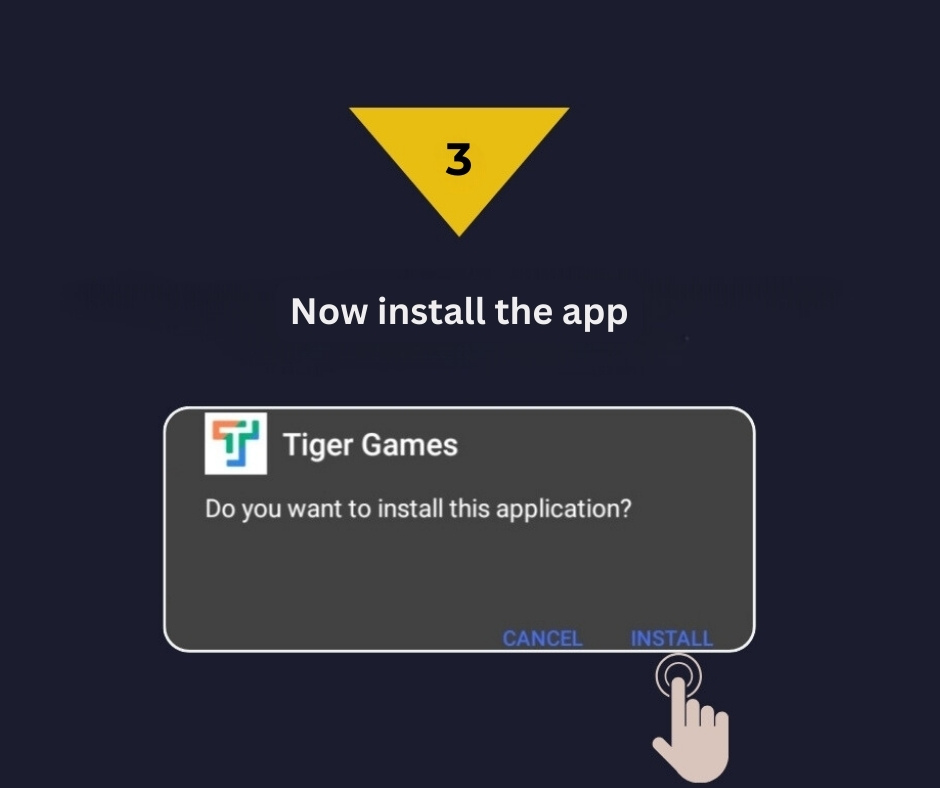 3
Now install the app
Tiger Games
Do you want to install this application?
CANCEL INSTALL